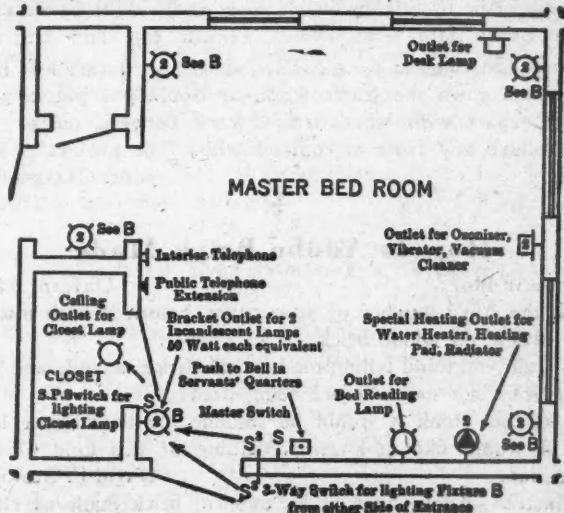 Outlet for
Desk Lamp
2 See B
2
See B
MASTER BED ROOM
See B
2
Interior Telephone
Public Telephone
Extension
Outlet for Ozonizer,
Vibrator, Vacuum
Cleaner
2
Ceiling
Outlet for
Closet Lamp
Bracket Outlet for 2
Incandescent Lamps
50 Watt each equivalent
Special Heating Outlet for
Water Heater, Heating
Pad, Radiator
CLOSET
S.P. Switch for
lighting
Closet Lamp
Push to Bell in
Servants' Quarters
Master Switch
Outlet for
Bed Reading
Lamp
S
2 B
S³ S
2
2
See B
S³ 3-Way Switch for lighting Fixture B
from either Side of Entrance